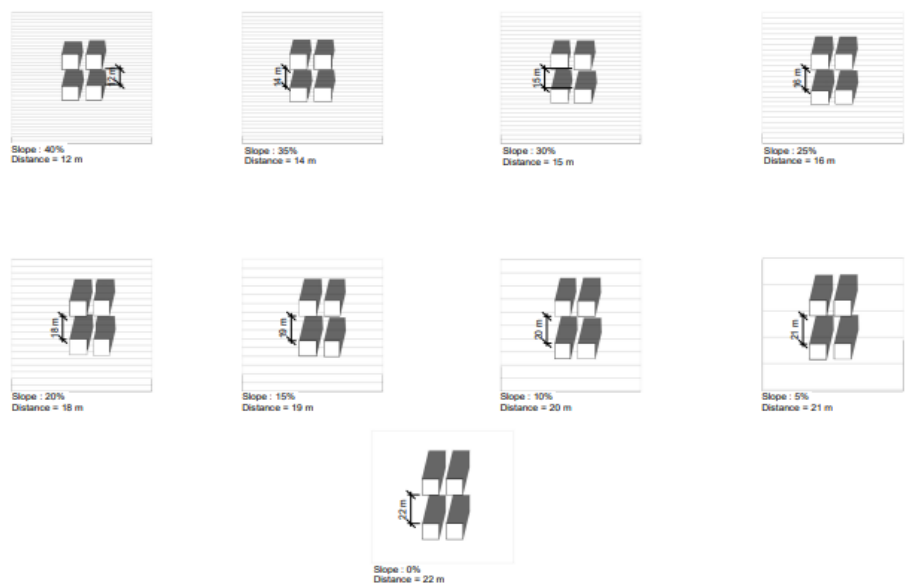 12 m
14 m
15 m
16 m
Slope : 40%
Distance = 12 m
Slope : 35%
Distance = 14 m
Slope : 30%
Distance = 15 m
Slope : 25%
Distance = 16 m
18 m
19 m
20 m
21 m
Slope : 20%
Distance = 18 m
Slope : 15%
Distance = 19 m
Slope : 10%
Distance = 20 m
Slope : 5%
Distance = 21 m
22 m
Slope : 0%
Distance = 22 m